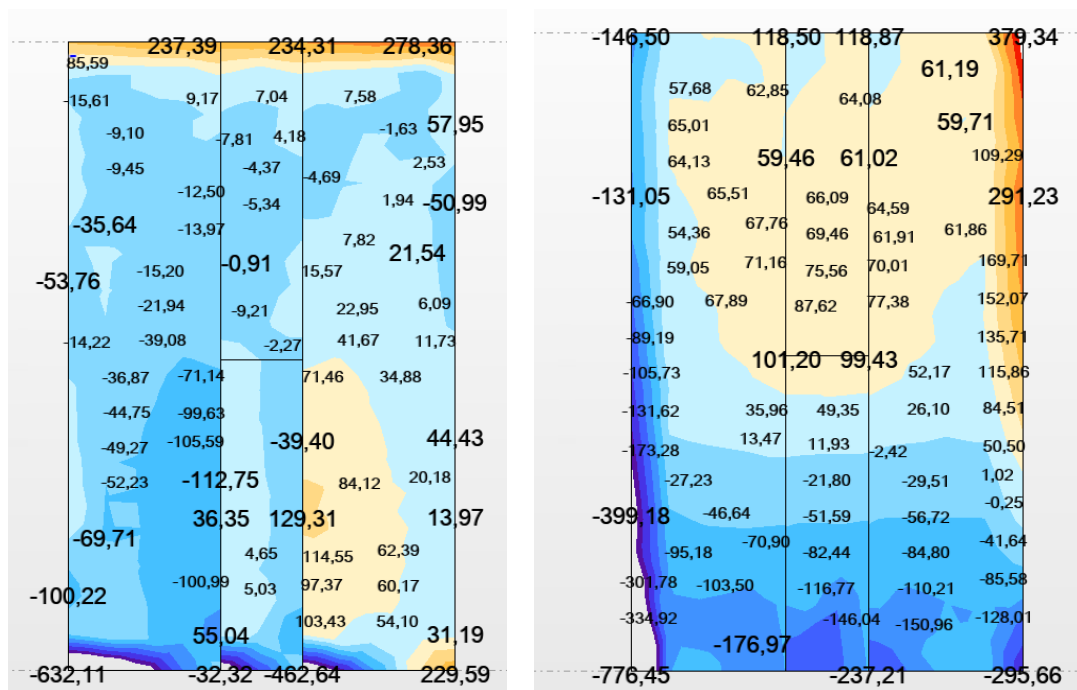 237,39 234,31 278,36
85,59
-15,61 9,17 7,04 7,58
-9,10 -7,81 4,18 -1,63 57,95
-9,45 -4,37 -4,69 2,53
-12,50 -5,34 1,94 -50,99
-35,64 -13,97 7,82 21,54
-53,76 -15,20 -0,91 15,57
-21,94 -9,21 22,95 6,09
-14,22 -39,08 -2,27 41,67 11,73
-36,87 -71,14 71,46 34,88
-44,75 -99,63
-49,27 -105,59 -39,40 44,43
-52,23 -112,75 84,12 20,18
-69,71 36,35 129,31 13,97
4,65 114,55 62,39
-100,22 -100,99 5,03 97,37 60,17
55,04 103,43 54,10 31,19
-632,11 -32,32 -462,64 229,59
-146,50 118,50 118,87 379,34
57,68 62,85 64,08 61,19
65,01 59,71
64,13 59,46 61,02 109,29
-131,05 65,51 66,09 64,59 291,23
54,36 67,76 69,46 61,91 61,86
59,05 71,16 75,56 70,01 169,71
-66,90 67,89 87,62 77,38 152,07
-89,19 135,71
-105,73 101,20 99,43 52,17 115,86
-131,62 35,96 49,35 26,10 84,51
-173,28 13,47 11,93 -2,42 50,50
-27,23 -21,80 -29,51 1,02
-399,18 -46,64 -51,59 -56,72 -0,25
-95,18 -70,90 -82,44 -84,80 -41,64
-301,78 -103,50 -116,77 -110,21 -85,58
-334,92 -146,04 -150,96 -128,01
-176,97
-776,45 -237,21 -295,66